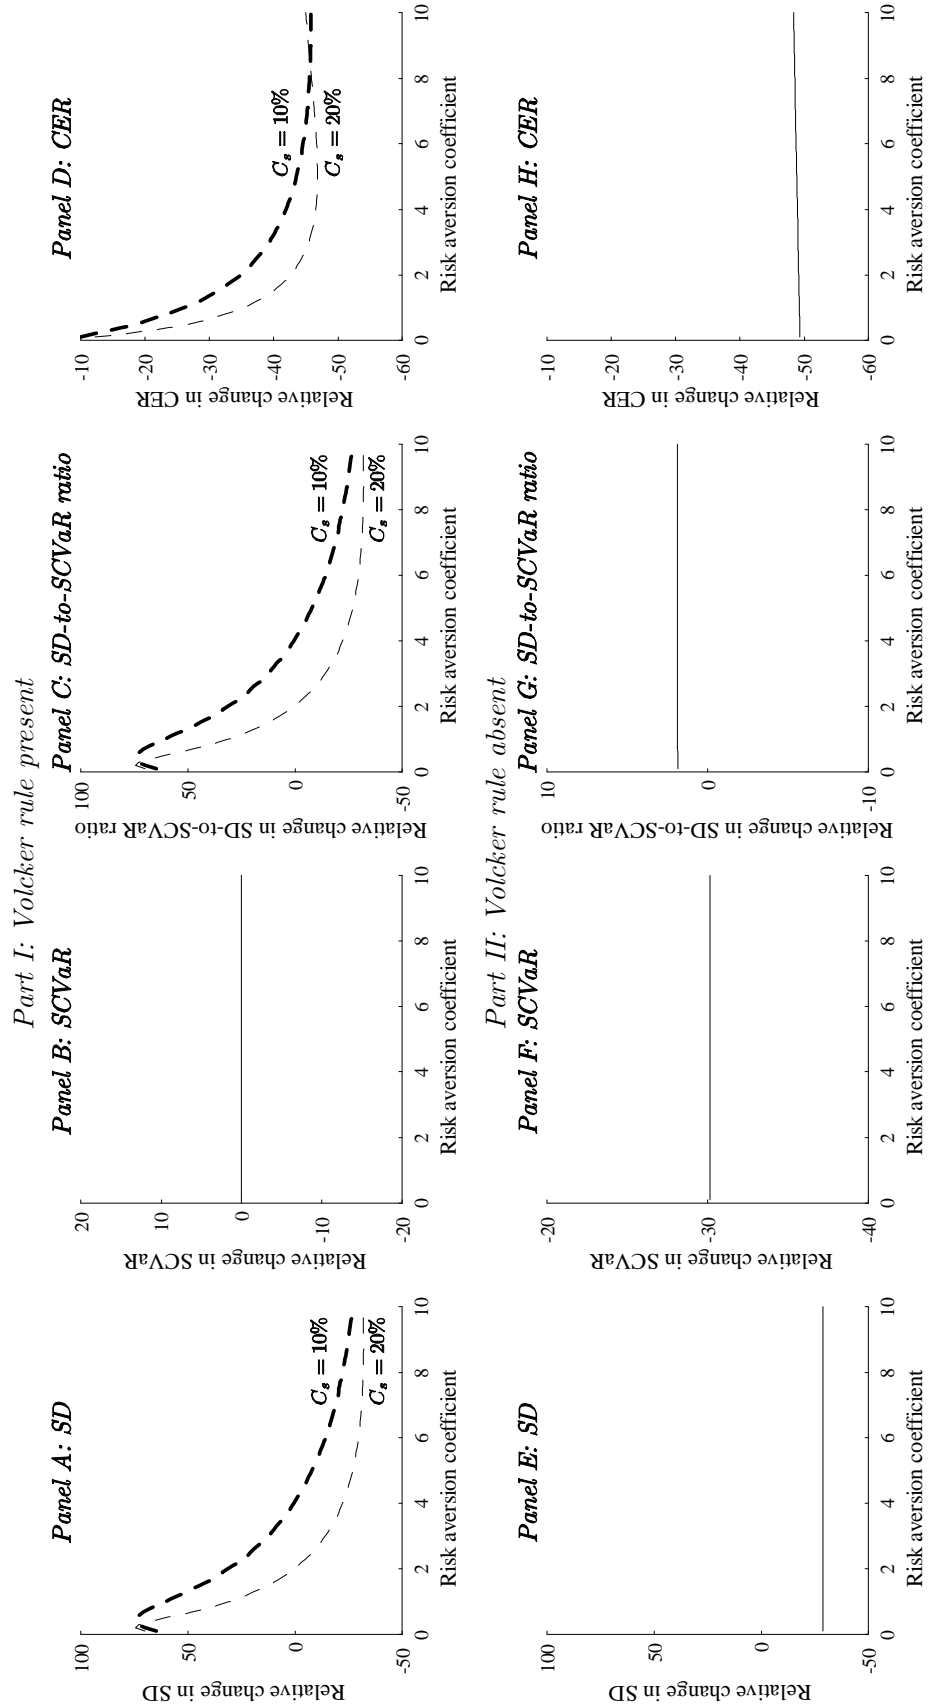 Part I: Volcker rule present
Panel A: SD
Relative change in SD
100
50
0
-50
0 2 4 6 8 10
Risk aversion coefficient
C_s = 10%
C_s = 20%
Panel B: SCVaR
Relative change in SCVaR
20
10
0
-10
-20
0 2 4 6 8 10
Risk aversion coefficient
Panel C: SD-to-SCVaR ratio
Relative change in SD-to-SCVaR ratio
100
50
0
-50
0 2 4 6 8 10
Risk aversion coefficient
C_s = 10%
C_s = 20%
Panel D: CER
Relative change in CER
-10
-20
-30
-40
-50
-60
0 2 4 6 8 10
Risk aversion coefficient
C_s = 10%
C_s = 20%
Part II: Volcker rule absent
Panel E: SD
Relative change in SD
100
50
0
-50
0 2 4 6 8 10
Risk aversion coefficient
Panel F: SCVaR
Relative change in SCVaR
-20
-30
-40
0 2 4 6 8 10
Risk aversion coefficient
Panel G: SD-to-SCVaR ratio
Relative change in SD-to-SCVaR ratio
10
0
-10
0 2 4 6 8 10
Risk aversion coefficient
Panel H: CER
Relative change in CER
-10
-20
-30
-40
-50
-60
0 2 4 6 8 10
Risk aversion coefficient